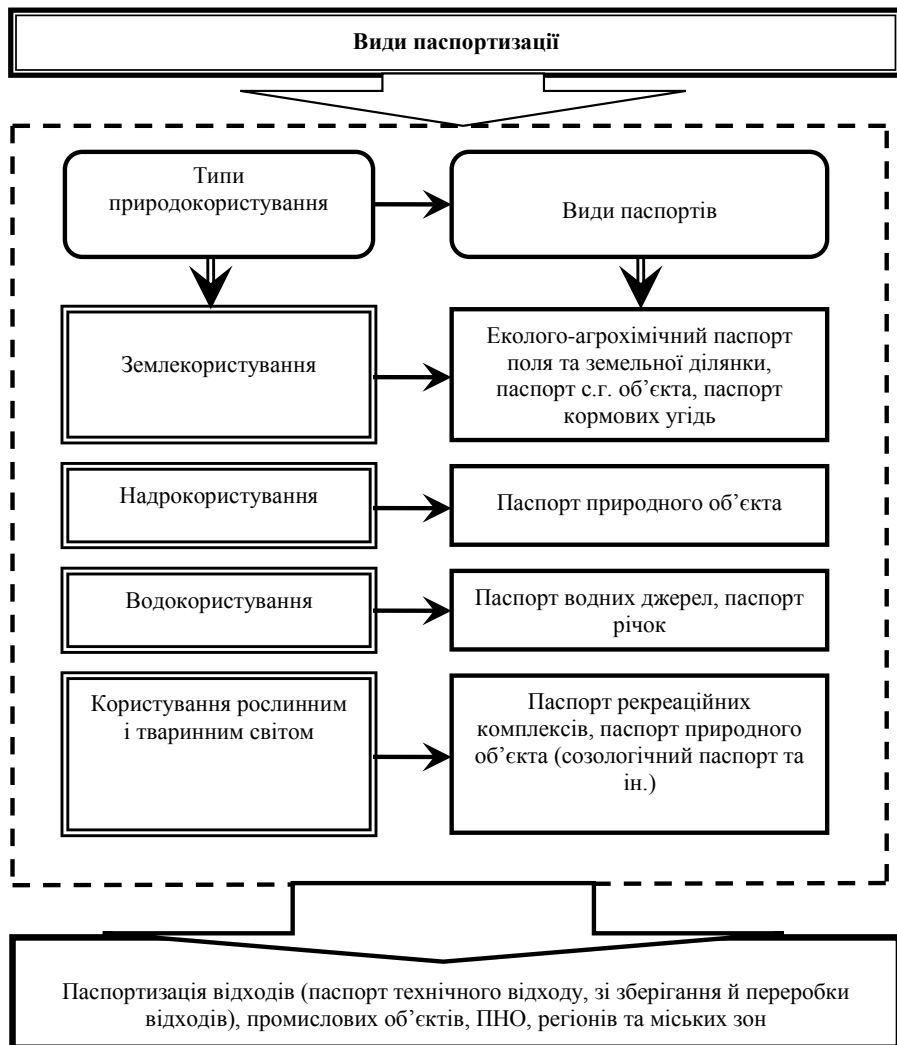 Види паспортизації
Типи
природокористування
Види паспортів
Землекористування
Еколого-агрохімічний паспорт
поля та земельної ділянки,
паспорт с.г. об’єкта, паспорт
кормових угідь
Надрокористування
Паспорт природного об’єкта
Водокористування
Паспорт водних джерел, паспорт
річок
Користування рослинним
і тваринним світом
Паспорт рекреаційних
комплексів, паспорт природного
об’єкта (созологічний паспорт та
ін.)
Паспортизація відходів (паспорт технічного відходу, зі зберігання й переробки
відходів), промислових об’єктів, ПНО, регіонів та міських зон